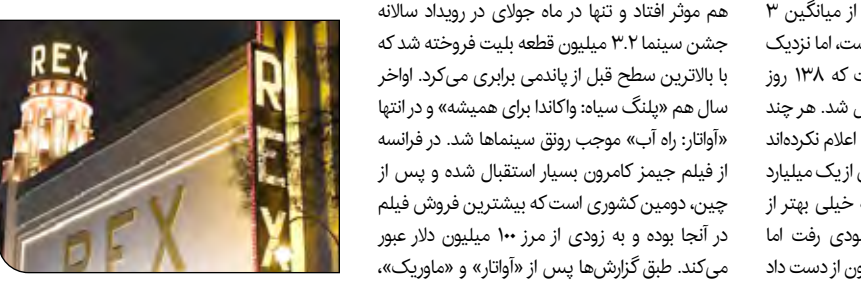 از میانگین ۳
ست، اما نزدیک
ت که ۱۳۸ روز
ل شد. هر چند
اعلام نکرده‌اند
ازیک میلیارد
خیلی بهتر از
ودی رفت اما
ون از دست داد
هم موثر افتاد و تنها در ماه جولای در رویداد سالانه
جشن سینما ۳.۲ میلیون قطعه بلیت فروخته شد که
با بالاترین سطح قبل از پاندمی برابری می‌کرد. اواخر
سال هم «پلنگ سیاه: واکاندا برای همیشه» و در انتها
«آواتار: راه آب» موجب رونق سینماها شد. در فرانسه
از فیلم جیمز کامرون بسیار استقبال شده و پس از
چین، دومین کشوری است که بیشترین فروش فیلم
در آنجا بوده و به زودی از مرز ۱۰۰ میلیون دلار عبور
می‌کند. طبق گزارش‌ها پس از «آواتار» و «ماوریک»،
REX
REX
REX